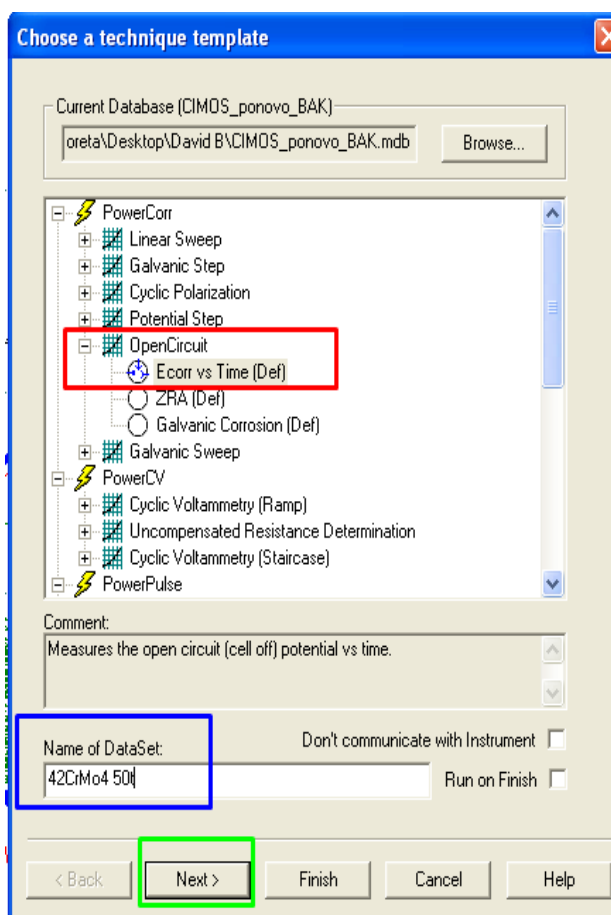 Choose a technique template
Current Database (CIMOS_ponovo_BAK)
oreta\Desktop\David B\CIMOS_ponovo_BAK.mdb
Browse...
PowerCorr
Linear Sweep
Galvanic Step
Cyclic Polarization
Potential Step
OpenCircuit
Ecorr vs Time (Def)
ZRA (Def)
Galvanic Corrosion (Def)
Galvanic Sweep
PowerCV
Cyclic Voltammetry (Ramp)
Uncompensated Resistance Determination
Cyclic Voltammetry (Staircase)
PowerPulse
Comment:
Measures the open circuit (cell off) potential vs time.
Name of DataSet:
Don't communicate with Instrument
42CrMo4 50t
Run on Finish
< Back
Next >
Finish
Cancel
Help